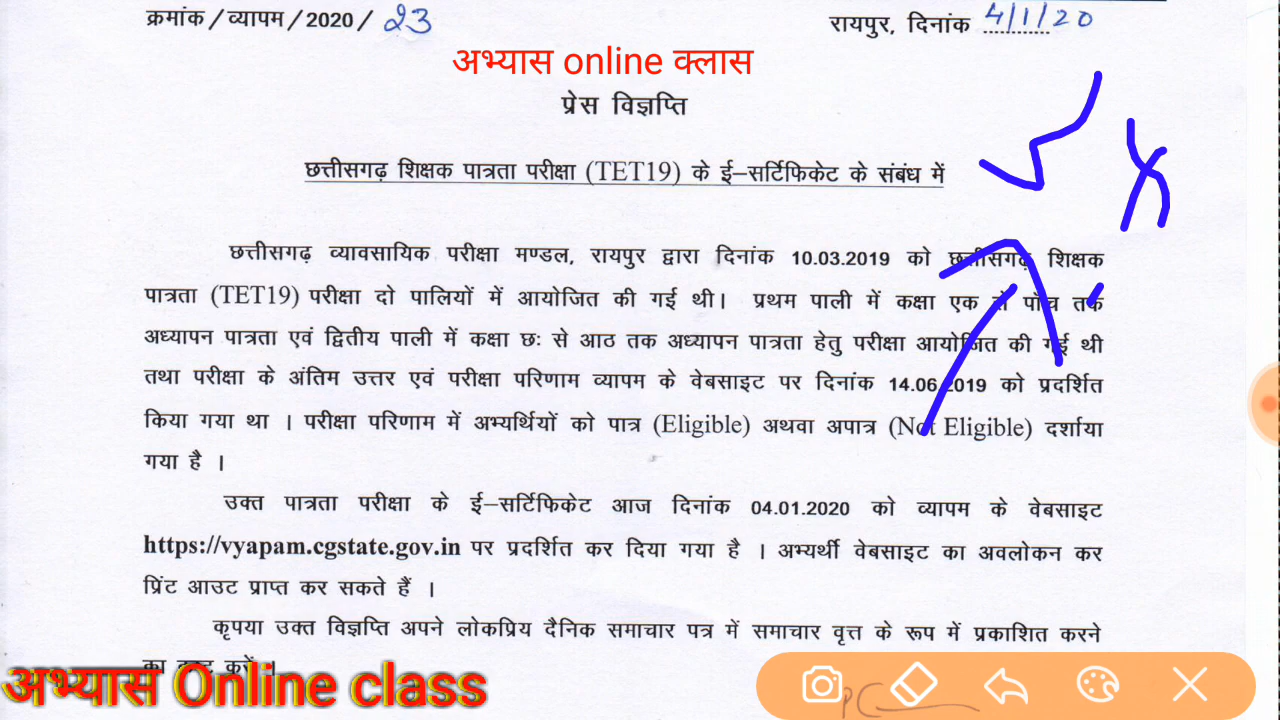 क्रमांक/व्यापम/2020/ 23
रायपुर, दिनांक 4/1/20
अभ्यास online क्लास
प्रेस विज्ञप्ति
छत्तीसगढ़ शिक्षक पात्रता परीक्षा (TET19) के ई–सर्टिफिकेट के संबंध में
छत्तीसगढ़ व्यावसायिक परीक्षा मण्डल, रायपुर द्वारा दिनांक 10.03.2019 को छत्तीसगढ़ शिक्षक
पात्रता (TET19) परीक्षा दो पालियों में आयोजित की गई थी। प्रथम पाली में कक्षा एक से पाँच तक
अध्यापन पात्रता एवं द्वितीय पाली में कक्षा छः से आठ तक अध्यापन पात्रता हेतु परीक्षा आयोजित की गई थी
तथा परीक्षा के अंतिम उत्तर एवं परीक्षा परिणाम व्यापम के वेबसाइट पर दिनांक 14.06.2019 को प्रदर्शित
किया गया था । परीक्षा परिणाम में अभ्यर्थियों को पात्र (Eligible) अथवा अपात्र (Not Eligible) दर्शाया
गया है ।
उक्त पात्रता परीक्षा के ई–सर्टिफिकेट आज दिनांक 04.01.2020 को व्यापम के वेबसाइट
https://vyapam.cgstate.gov.in पर प्रदर्शित कर दिया गया है । अभ्यर्थी वेबसाइट का अवलोकन कर
प्रिंट आउट प्राप्त कर सकते हैं ।
कृपया उक्त विज्ञप्ति अपने लोकप्रिय दैनिक समाचार पत्र में समाचार वृत्त के रूप में प्रकाशित करने
का कष्ट करें ।
अभ्यास Online class